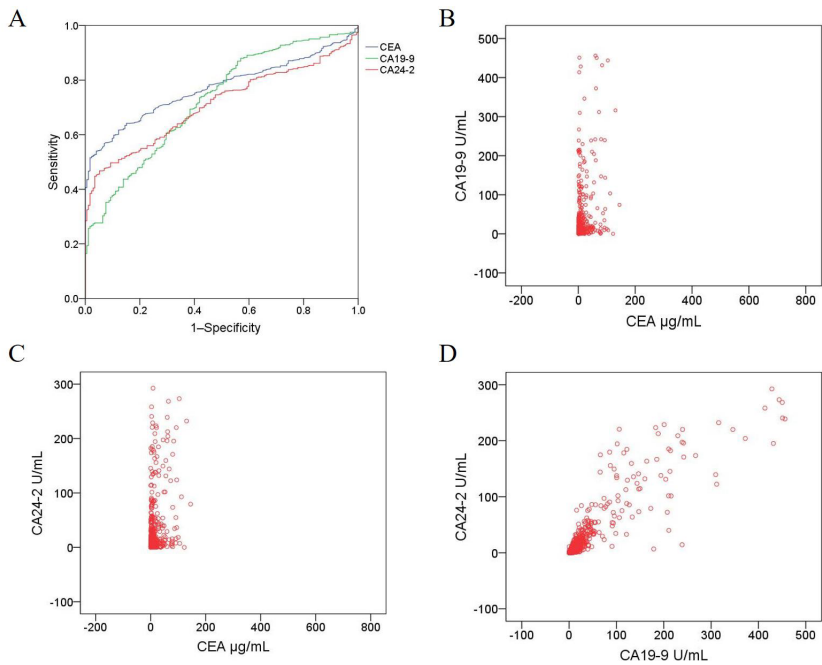 A
1.0
0.8
0.6
0.4
0.2
0.0
Sensitivity
0.0 0.2 0.4 0.6 0.8 1.0
1–Specificity
CEA
CA19-9
CA24-2
B
500
400
300
200
100
0
-100
CA19-9 U/mL
-200 0 200 400 600 800
CEA µg/mL
C
300
200
100
0
-100
CA24-2 U/mL
-200 0 200 400 600 800
CEA µg/mL
D
300
200
100
0
-100
CA24-2 U/mL
-100 0 100 200 300 400 500
CA19-9 U/mL